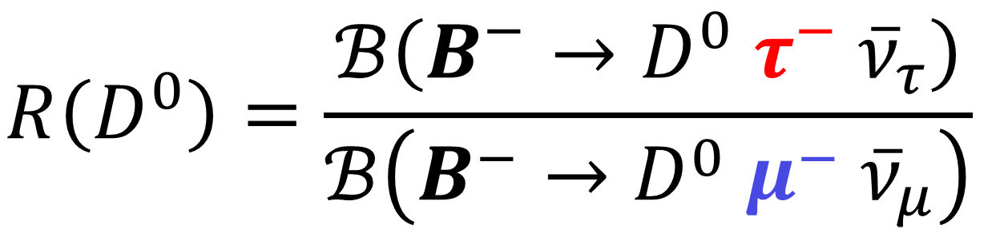 R(D⁰) = ℬ(B⁻ → D⁰ τ⁻ ν̄_τ)
ℬ(B⁻ → D⁰ μ⁻ ν̄_μ)